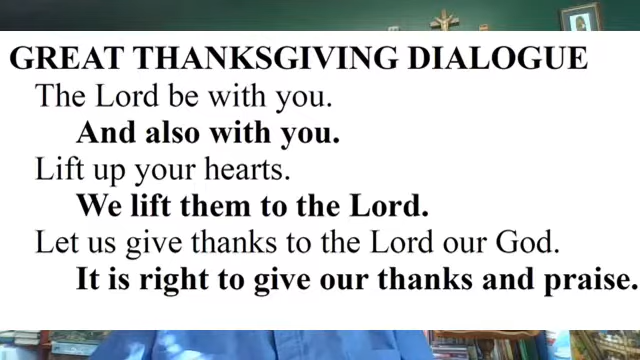 GREAT THANKSGIVING DIALOGUE
The Lord be with you.
And also with you.
Lift up your hearts.
We lift them to the Lord.
Let us give thanks to the Lord our God.
It is right to give our thanks and praise.